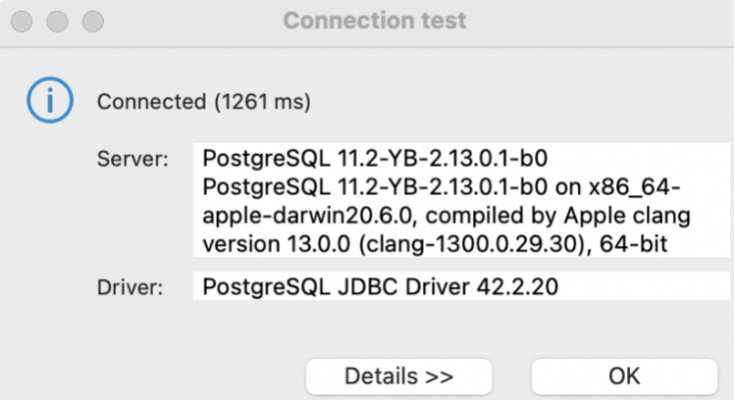 Connection test
Connected (1261 ms)
Server:
PostgreSQL 11.2-YB-2.13.0.1-b0
PostgreSQL 11.2-YB-2.13.0.1-b0 on x86_64-
apple-darwin20.6.0, compiled by Apple clang
version 13.0.0 (clang-1300.0.29.30), 64-bit
Driver:
PostgreSQL JDBC Driver 42.2.20
Details >>
OK